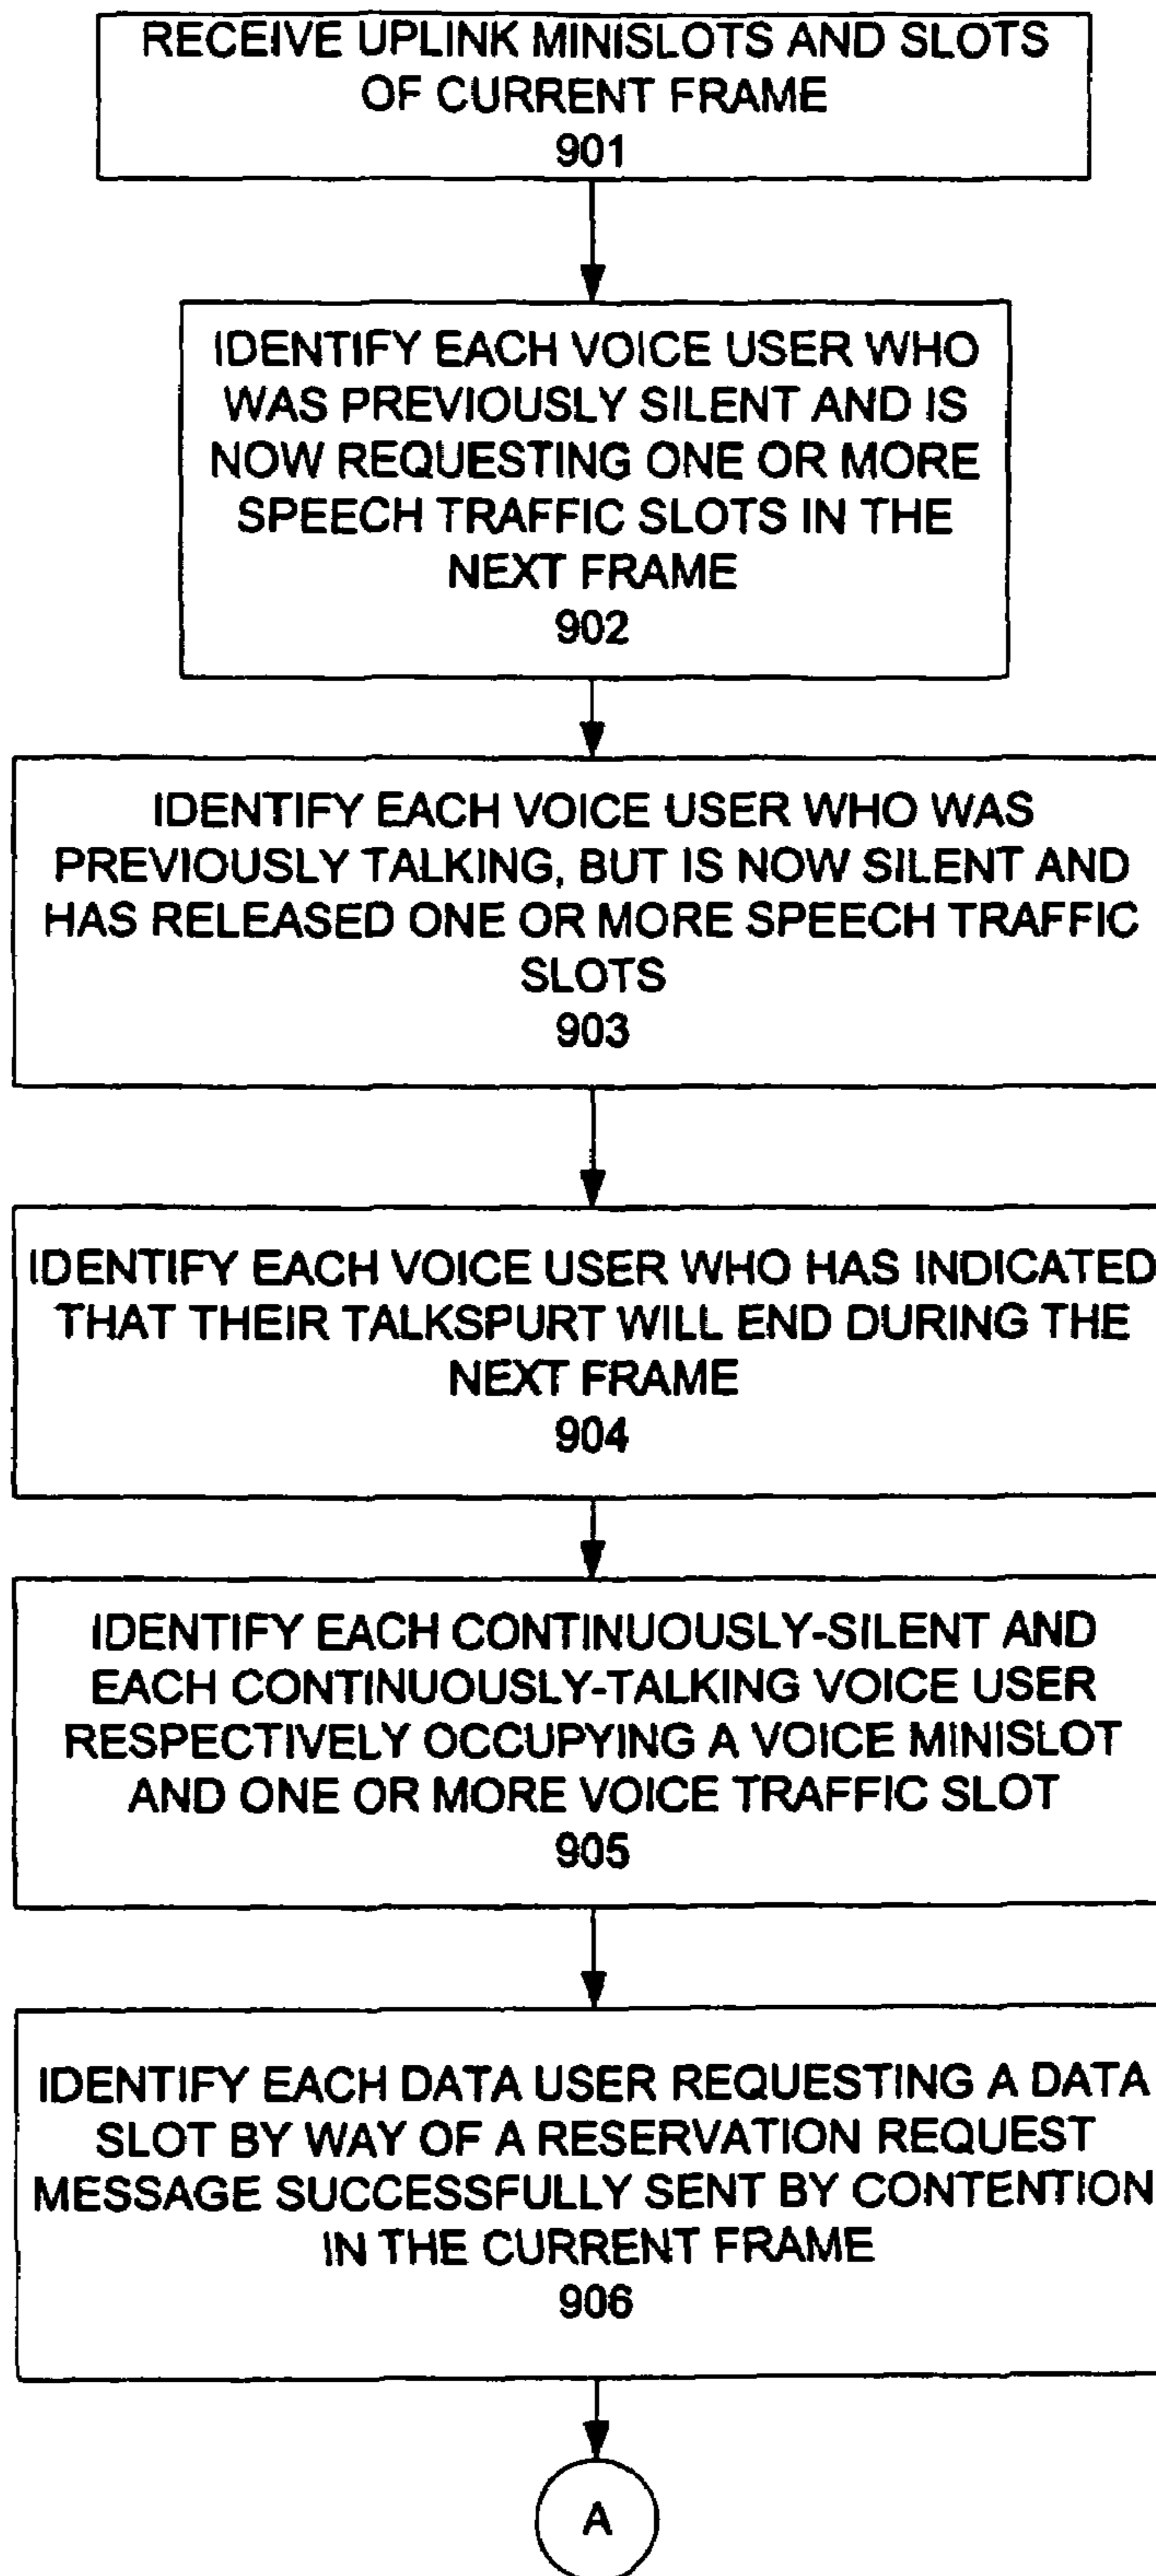 RECEIVE UPLINK MINISLOTS AND SLOTS
OF CURRENT FRAME
901
IDENTIFY EACH VOICE USER WHO
WAS PREVIOUSLY SILENT AND IS
NOW REQUESTING ONE OR MORE
SPEECH TRAFFIC SLOTS IN THE
NEXT FRAME
902
IDENTIFY EACH VOICE USER WHO WAS
PREVIOUSLY TALKING, BUT IS NOW SILENT AND
HAS RELEASED ONE OR MORE SPEECH TRAFFIC
SLOTS
903
IDENTIFY EACH VOICE USER WHO HAS INDICATED
THAT THEIR TALKSPURT WILL END DURING THE
NEXT FRAME
904
IDENTIFY EACH CONTINUOUSLY-SILENT AND
EACH CONTINUOUSLY-TALKING VOICE USER
RESPECTIVELY OCCUPYING A VOICE MINISLOT
AND ONE OR MORE VOICE TRAFFIC SLOT
905
IDENTIFY EACH DATA USER REQUESTING A DATA
SLOT BY WAY OF A RESERVATION REQUEST
MESSAGE SUCCESSFULLY SENT BY CONTENTION
IN THE CURRENT FRAME
906
A